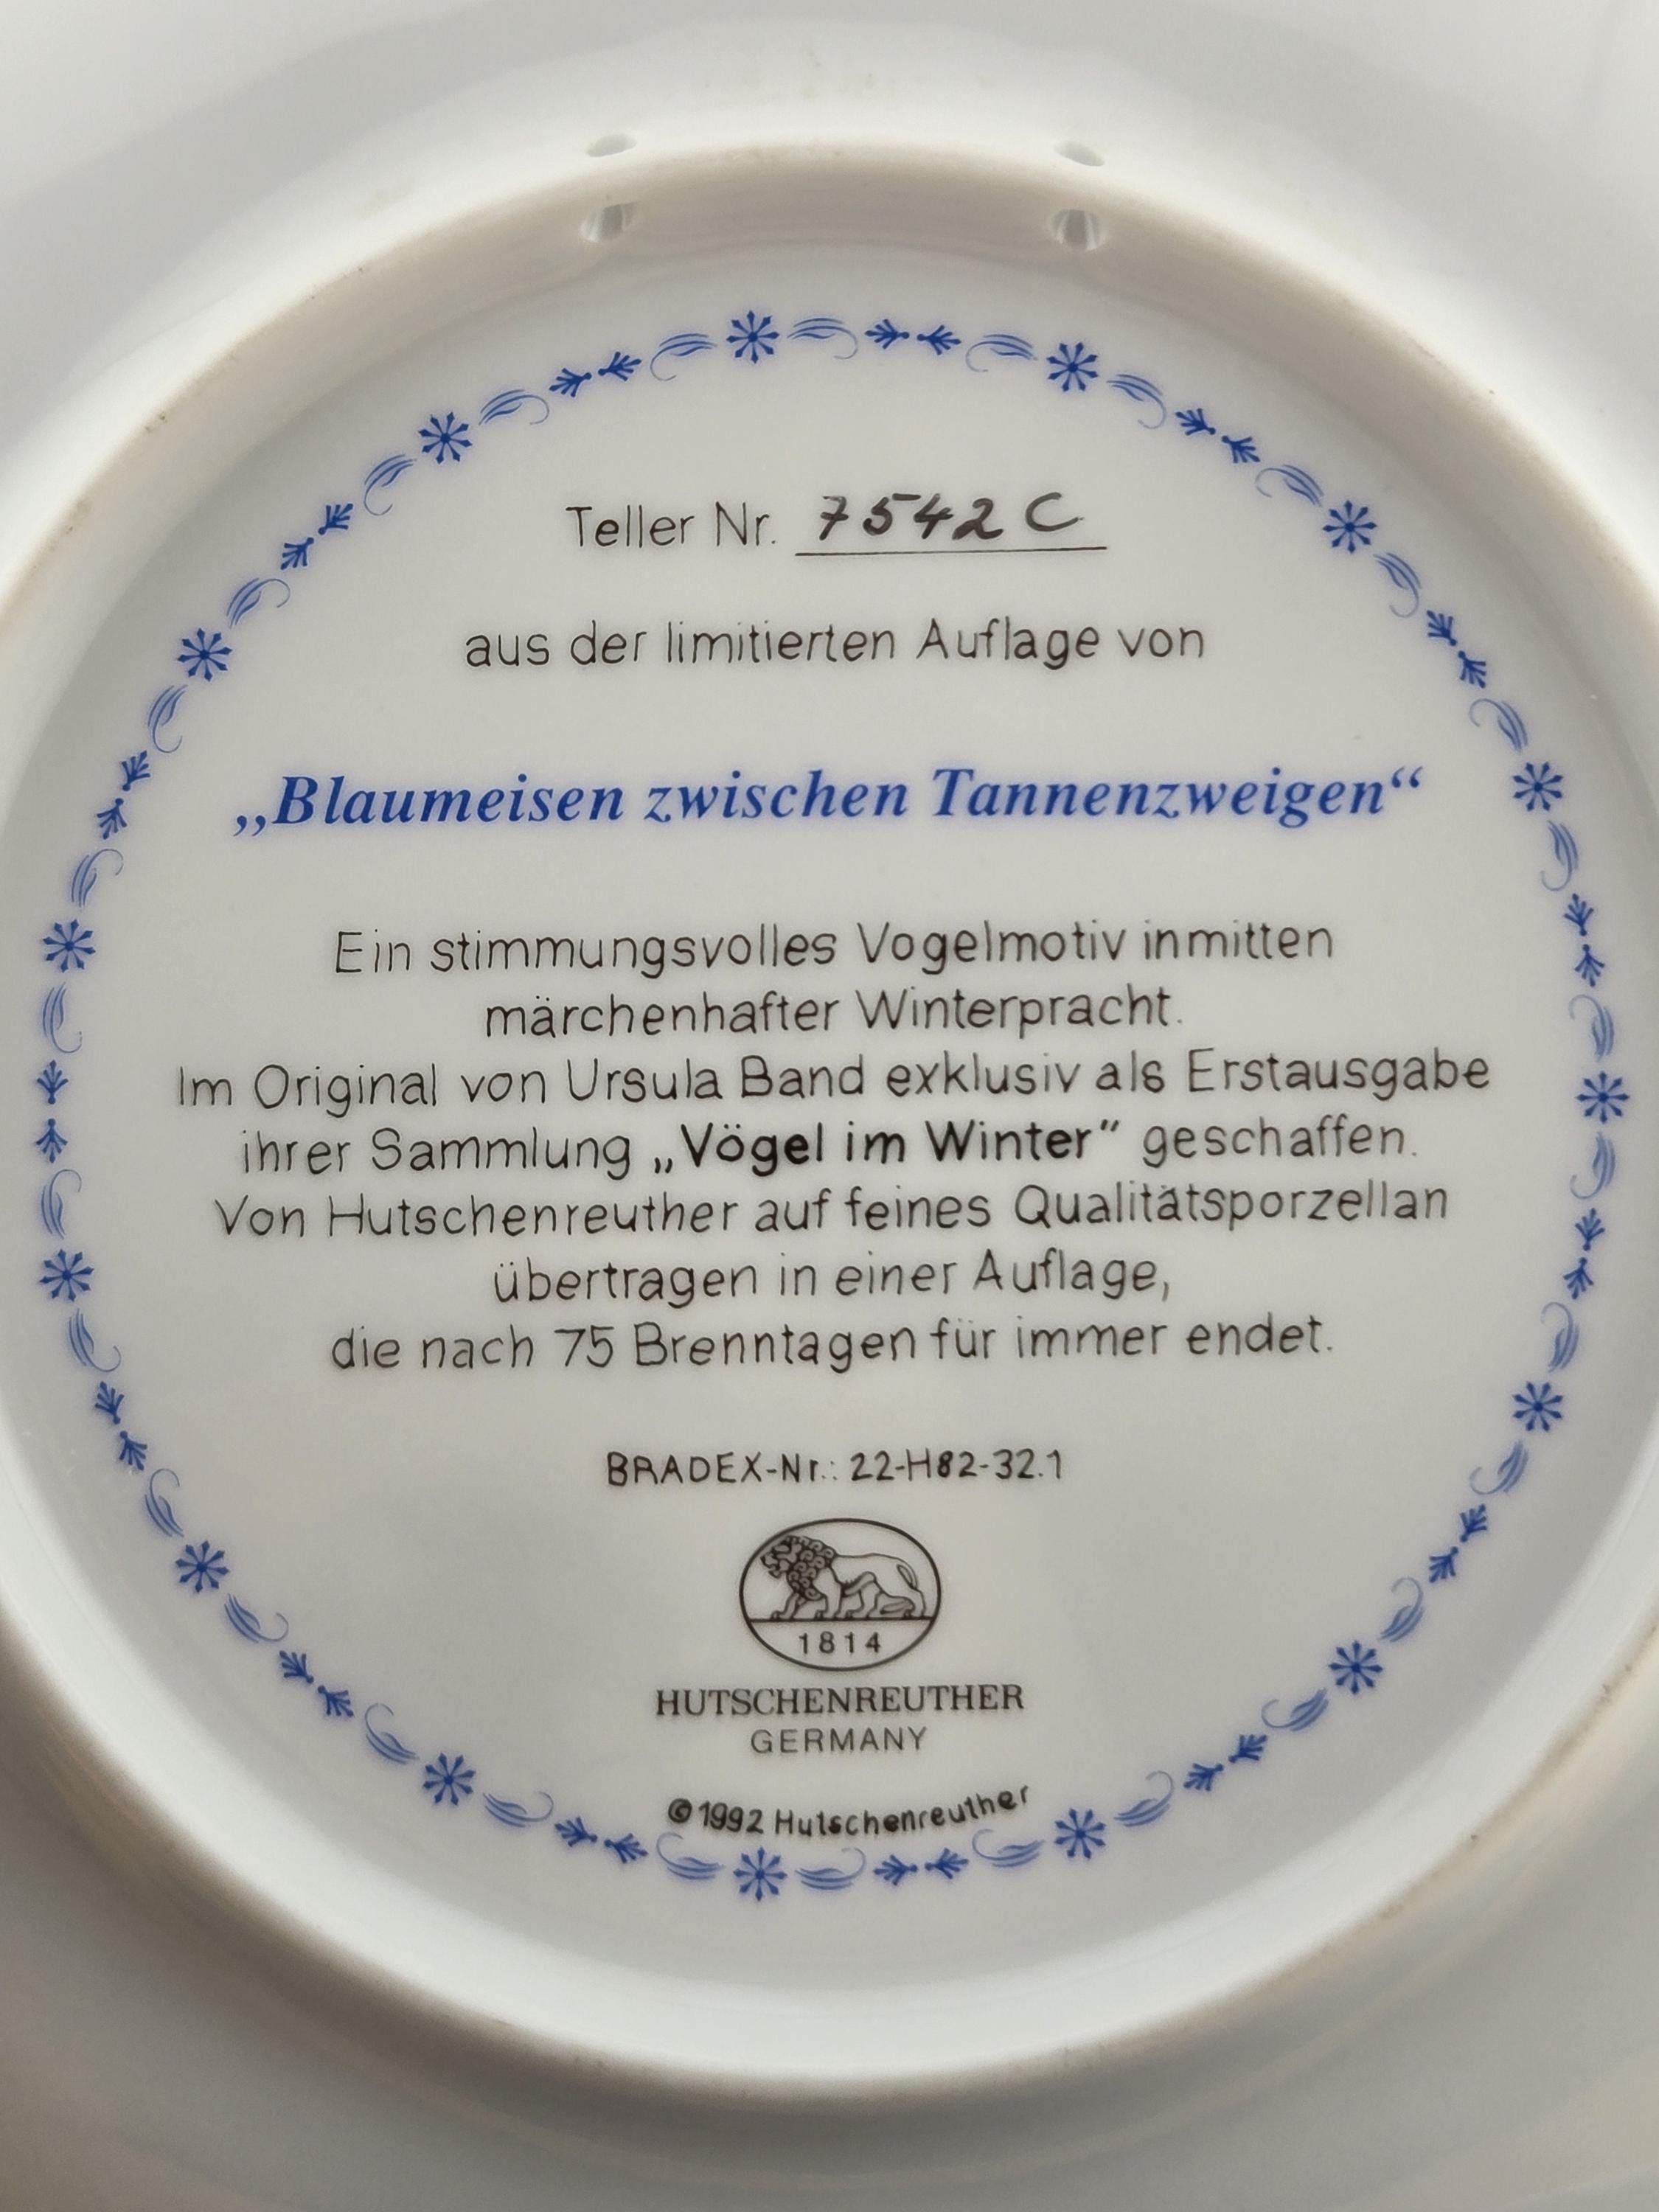 Teller Nr. 7542 C
aus der limitierten Auflage von
„Blaumeisen zwischen Tannenzweigen“
Ein stimmungsvolles Vogelmotiv inmitten
märchenhafter Winterpracht.
Im Original von Ursula Band exklusiv als Erstausgabe
ihrer Sammlung „Vögel im Winter” geschaffen.
Von Hutschenreuther auf feines Qualitätsporzellan
übertragen in einer Auflage,
die nach 75 Brenntagen für immer endet.
BRADEX-Nr.: 22-H82-32.1
1814
HUTSCHENREUTHER
GERMANY
©1992 Hutschenreuther